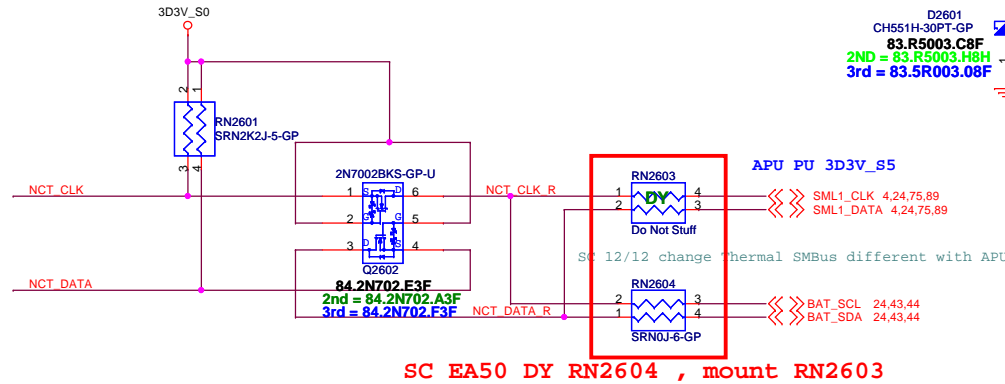 3D3V_S0
D2601
CH551H-30PT-GP
83.R5003.C8F
2ND = 83.R5003.H8H
3rd = 83.5R003.08F
1
2 1
RN2601
SRN2K2J-5-GP
3 4
2N7002BKS-GP-U
NCT_CLK
1 S D 6
2 G G 5
3 D S 4
Q2602
84.2N702.E3F
2nd = 84.2N702.A3F
3rd = 84.2N702.F3F
NCT_DATA
NCT_CLK_R
NCT_DATA_R
RN2603
1 DY 4
2 3
Do Not Stuff
APU PU 3D3V_S5
SML1_CLK 4,24,75,89
SML1_DATA 4,24,75,89
SC 12/12 change Thermal SMBus different with APU
RN2604
2 3
1 4
SRN0J-6-GP
BAT_SCL 24,43,44
BAT_SDA 24,43,44
SC EA50 DY RN2604 , mount RN2603